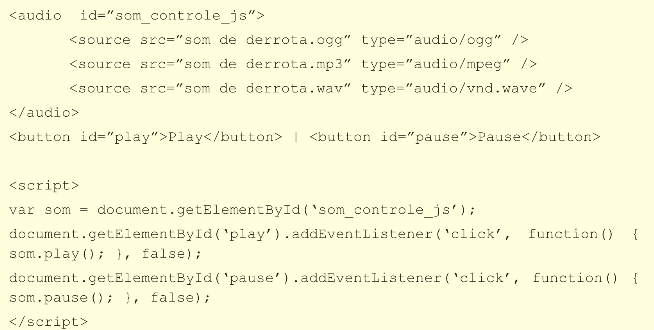 <audio  id=”som_controle_js”>
<source src=”som de derrota.ogg” type=”audio/ogg” />
<source src=”som de derrota.mp3” type=”audio/mpeg” />
<source src=”som de derrota.wav” type=”audio/vnd.wave” />
</audio>
<button id=”play”>Play</button> | <button id=”pause”>Pause</button>
<script>
var som = document.getElementById(‘som_controle_js’);
document.getElementById(‘play’).addEventListener(‘click’, function() {
som.play(); }, false);
document.getElementById(‘pause’).addEventListener(‘click’, function() {
som.pause(); }, false);
</script>